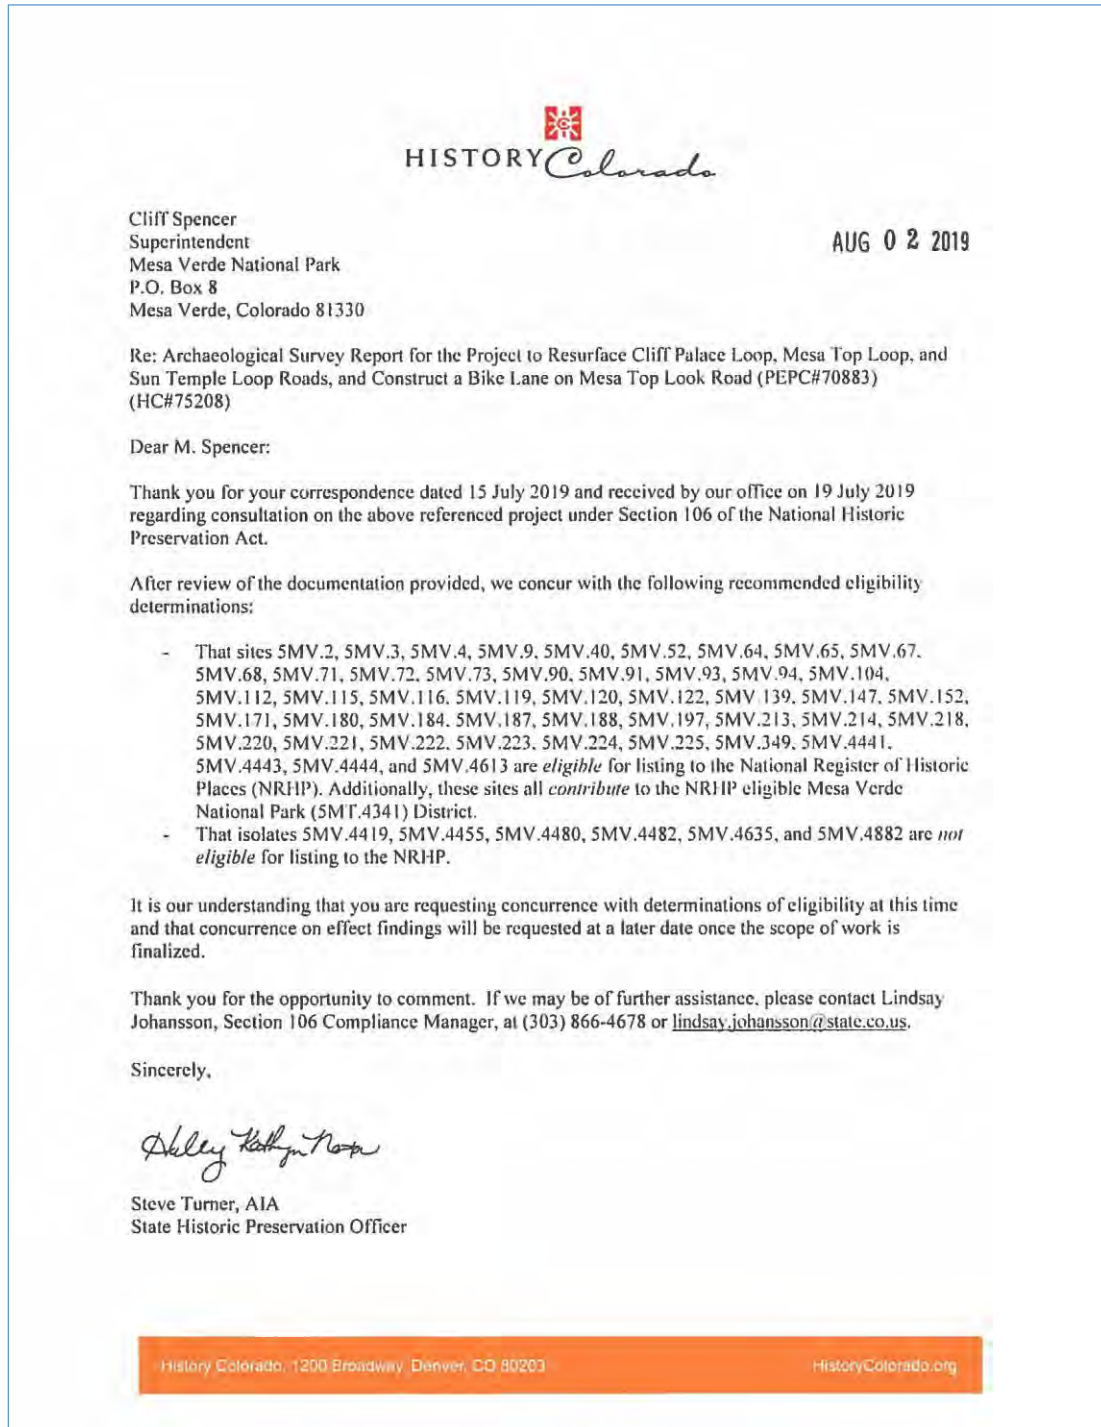 HISTORY Colorado
Cliff Spencer
Superintendent
AUG 02 2019
Mesa Verde National Park
P.O. Box 8
Mesa Verde, Colorado 81330
Re: Archaeological Survey Report for the Project to Resurface Cliff Palace Loop, Mesa Top Loop, and
Sun Temple Loop Roads, and Construct a Bike Lane on Mesa Top Look Road (PEPC#70883)
(HC#75208)
Dear M. Spencer:
Thank you for your correspondence dated 15 July 2019 and received by our office on 19 July 2019
regarding consultation on the above referenced project under Section 106 of the National Historic
Preservation Act.
After review of the documentation provided, we concur with the following recommended eligibility
determinations:
- That sites 5MV.2, 5MV.3, 5MV.4, 5MV.9, 5MV.40, 5MV.52, 5MV.64, 5MV.65, 5MV.67,
5MV.68, 5MV.71, 5MV.72, 5MV.73, 5MV.90, 5MV.91, 5MV.93, 5MV.94, 5MV.104,
5MV.112, 5MV.115, 5MV.116, 5MV.119, 5MV.120, 5MV.122, 5MV 139, 5MV.147, 5MV.152,
5MV.171, 5MV.180, 5MV.184, 5MV.187, 5MV.188, 5MV.197, 5MV.213, 5MV.214, 5MV.218,
5MV.220, 5MV.221, 5MV.222, 5MV.223, 5MV.224, 5MV.225, 5MV.349, 5MV.4441,
5MV.4443, 5MV.4444, and 5MV.4613 are eligible for listing to the National Register of Historic
Places (NRHP). Additionally, these sites all contribute to the NRHP eligible Mesa Verde
National Park (5MT.4341) District.
- That isolates 5MV.4419, 5MV.4455, 5MV.4480, 5MV.4482, 5MV.4635, and 5MV.4882 are not
eligible for listing to the NRHP.
It is our understanding that you are requesting concurrence with determinations of eligibility at this time
and that concurrence on effect findings will be requested at a later date once the scope of work is
finalized.
Thank you for the opportunity to comment. If we may be of further assistance, please contact Lindsay
Johansson, Section 106 Compliance Manager, at (303) 866-4678 or lindsay.johansson@state.co.us.
Sincerely,
Kathryn
Steve Turner, AIA
State Historic Preservation Officer
History Colorado, 1200 Broadway, Denver, CO 80203
HistoryColorado.org